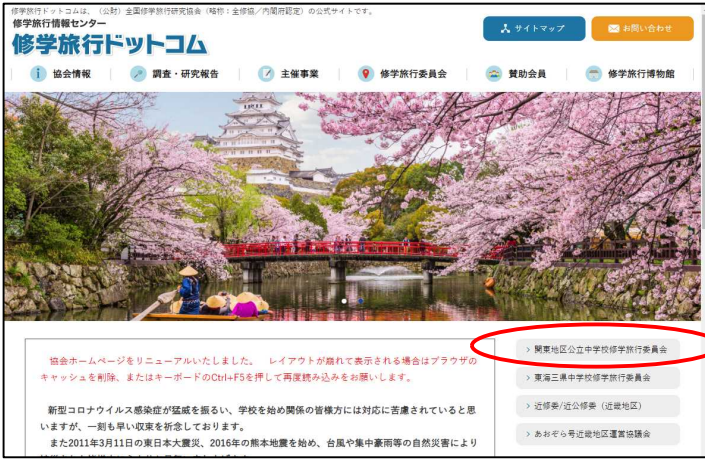 修学旅行ドットコムは、（公財）全国修学旅行研究協会（略称：全修協／内閣府認定）の公式サイトです。
修学旅行情報センター
修学旅行ドットコム
サイトマップ
お問い合わせ
協会情報
調査・研究報告
主催事業
修学旅行委員会
賛助会員
修学旅行博物館
協会ホームページをリニューアルいたしました。 レイアウトが崩れて表示される場合はブラウザの
キャッシュを削除、またはキーボードのCtrl+F5を押して再度読み込みをお願いします。
新型コロナウイルス感染症が猛威を振るい、学校を始め関係の皆様方には対応に苦慮されていると思
いますが、一刻も早い収束を祈念しております。
また2011年3月11日の東日本大震災、2016年の熊本地震を始め、台風や集中豪雨等の自然災害により
> 関東地区公立中学校修学旅行委員会
> 東海三県中学校修学旅行委員会
> 近修委/近公修委（近畿地区）
> あおぞら号近畿地区運営協議会